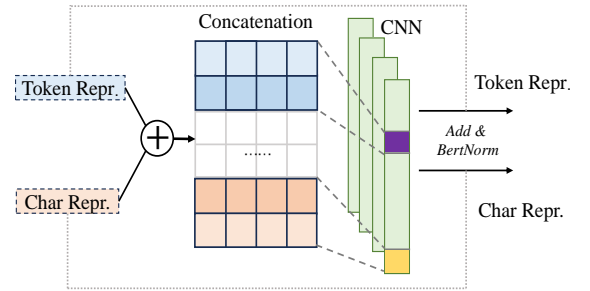 Concatenation
CNN
Token Repr.
Token Repr.
Add &
BertNorm
......
Char Repr.
Char Repr.